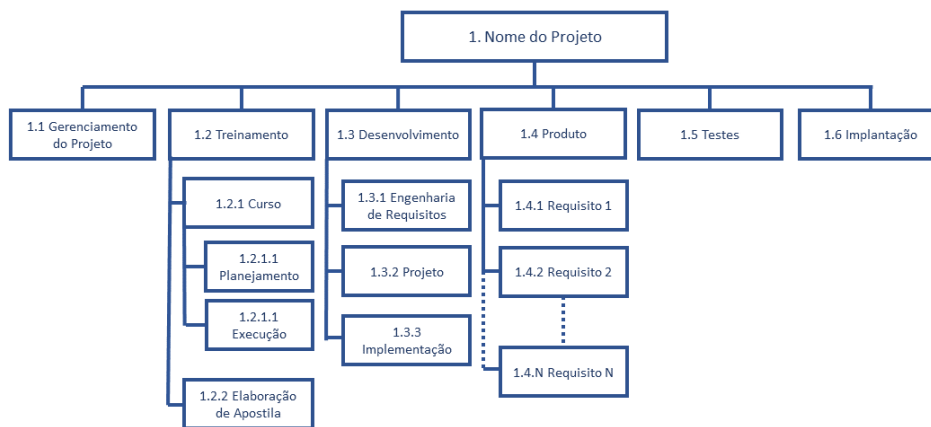 1. Nome do Projeto
1.1 Gerenciamento
do Projeto
1.2 Treinamento
1.3 Desenvolvimento
1.4 Produto
1.5 Testes
1.6 Implantação
1.2.1 Curso
1.2.1.1
Planejamento
1.2.1.1
Execução
1.2.2 Elaboração
de Apostila
1.3.1 Engenharia
de Requisitos
1.3.2 Projeto
1.3.3
Implementação
1.4.1 Requisito 1
1.4.2 Requisito 2
1.4.N Requisito N